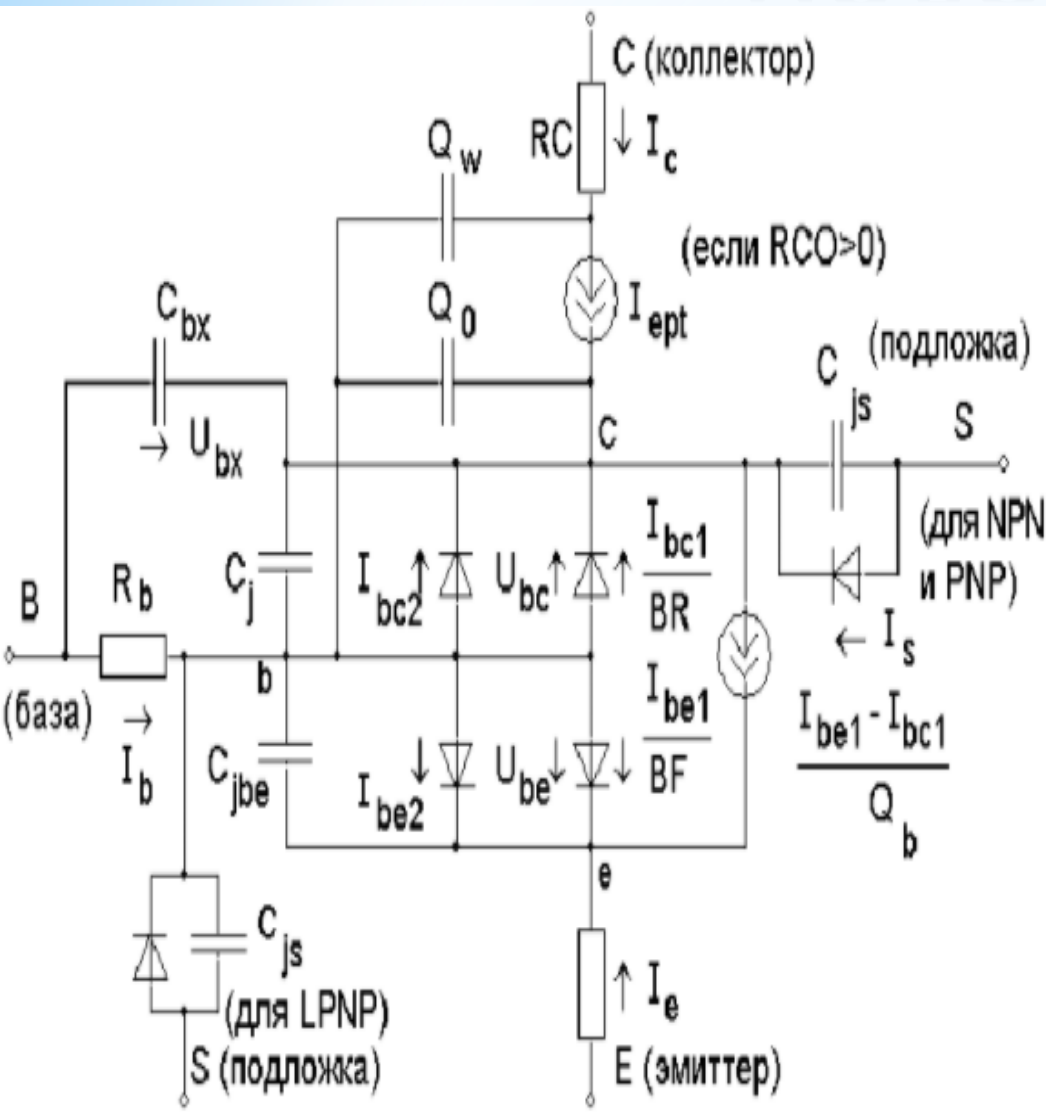 C (коллектор)
Q w
RC
I c
(если RCO>0)
C bx
Q 0
I ept
(подложка)
C js
S
U bx
C
(для NPN
и PNP)
I bc1
BR
C j
I bc2
U bc
B
R b
I s
(база)
b
I be1
BF
I be1 - I bc1
Q b
I b
C jbe
I be2
U be
e
C js
(для LPNP)
S (подложка)
I e
E (эмиттер)